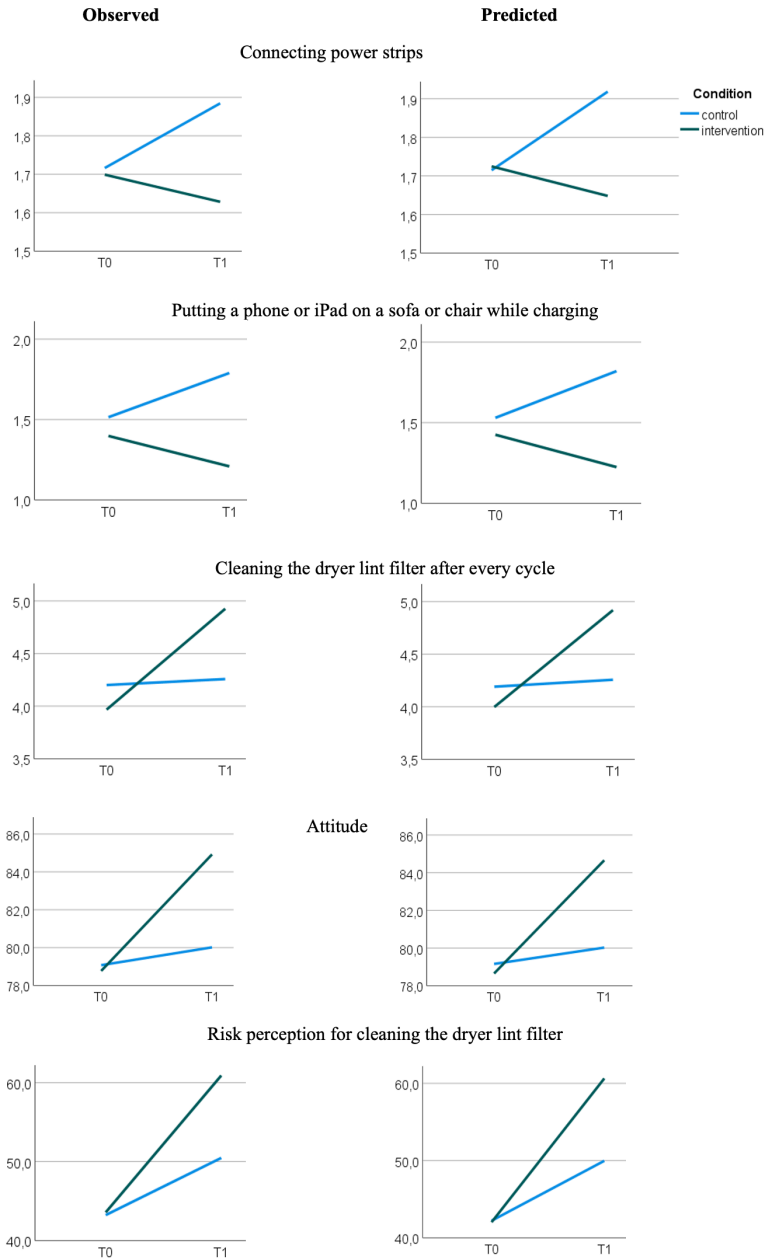 Observed
Predicted
Connecting power strips
1,9
1,8
1,7
1,6
1,5
T0
T1
1,9
1,8
1,7
1,6
1,5
T0
T1
Condition
control
intervention
Putting a phone or iPad on a sofa or chair while charging
2,0
1,5
1,0
T0
T1
2,0
1,5
1,0
T0
T1
Cleaning the dryer lint filter after every cycle
5,0
4,5
4,0
3,5
T0
T1
5,0
4,5
4,0
3,5
T0
T1
Attitude
86,0
84,0
82,0
80,0
78,0
T0
T1
86,0
84,0
82,0
80,0
78,0
T0
T1
Risk perception for cleaning the dryer lint filter
60,0
50,0
40,0
T0
T1
60,0
50,0
40,0
T0
T1